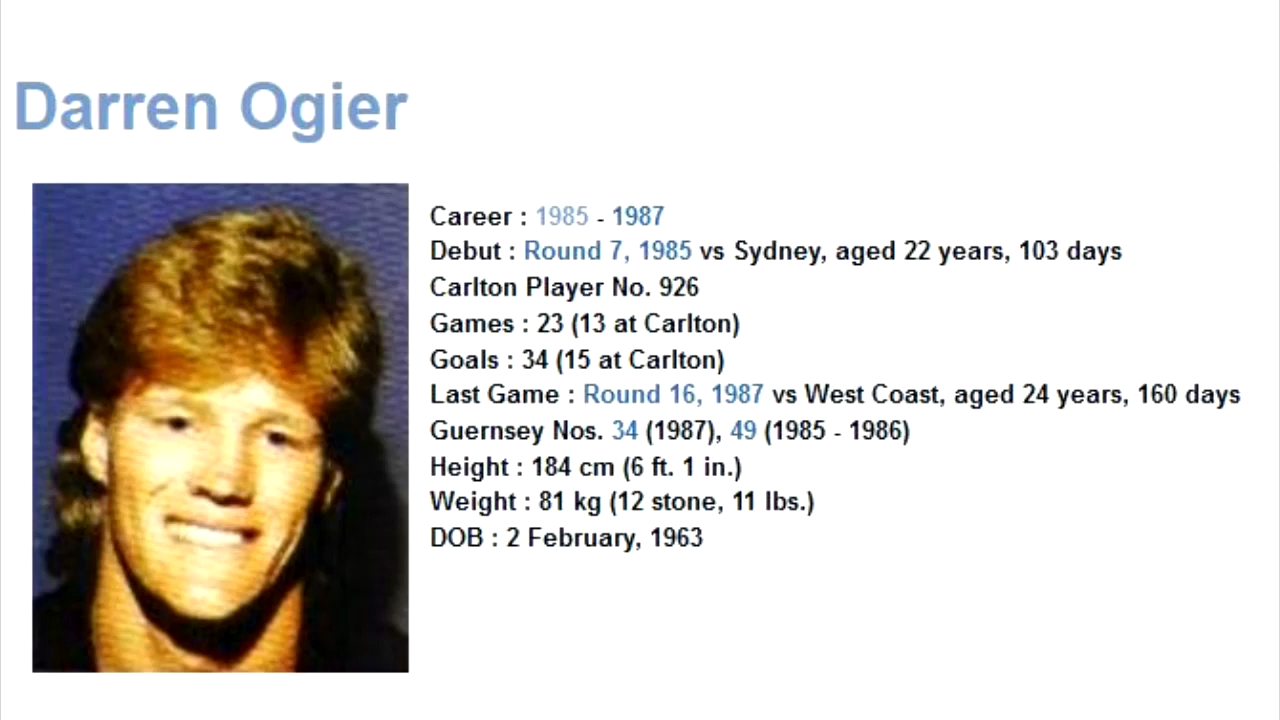 Darren Ogier
Career : 1985 - 1987
Debut : Round 7, 1985 vs Sydney, aged 22 years, 103 days
Carlton Player No. 926
Games : 23 (13 at Carlton)
Goals : 34 (15 at Carlton)
Last Game : Round 16, 1987 vs West Coast, aged 24 years, 160 days
Guernsey Nos. 34 (1987), 49 (1985 - 1986)
Height : 184 cm (6 ft. 1 in.)
Weight : 81 kg (12 stone, 11 lbs.)
DOB : 2 February, 1963